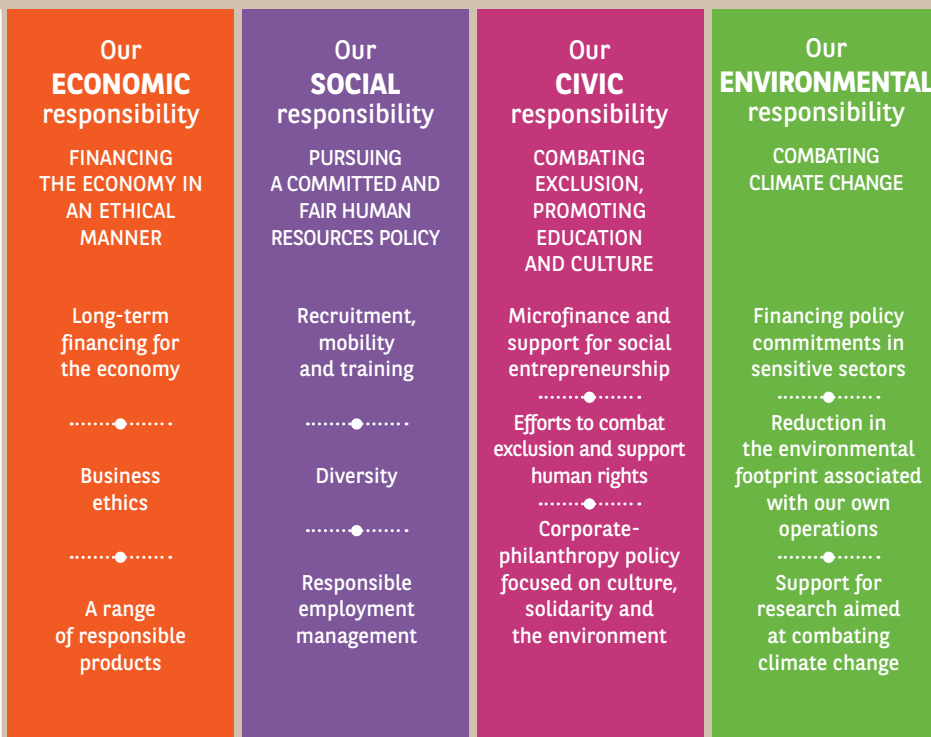 Our
ECONOMIC
responsibility
FINANCING
THE ECONOMY IN
AN ETHICAL
MANNER
Long-term
financing for
the economy
Business
ethics
A range
of responsible
products
Our
SOCIAL
responsibility
PURSUING
A COMMITTED AND
FAIR HUMAN
RESOURCES POLICY
Recruitment,
mobility
and training
Diversity
Responsible
employment
management
Our
CIVIC
responsibility
COMBATING
EXCLUSION,
PROMOTING
EDUCATION
AND CULTURE
Microfinance and
support for social
entrepreneurship
Efforts to combat
exclusion and support
human rights
Corporate-
philanthropy policy
focused on culture,
solidarity and
the environment
Our
ENVIRONMENTAL
responsibility
COMBATING
CLIMATE CHANGE
Financing policy
commitments in
sensitive sectors
Reduction in
the environmental
footprint associated
with our own
operations
Support for
research aimed
at combating
climate change